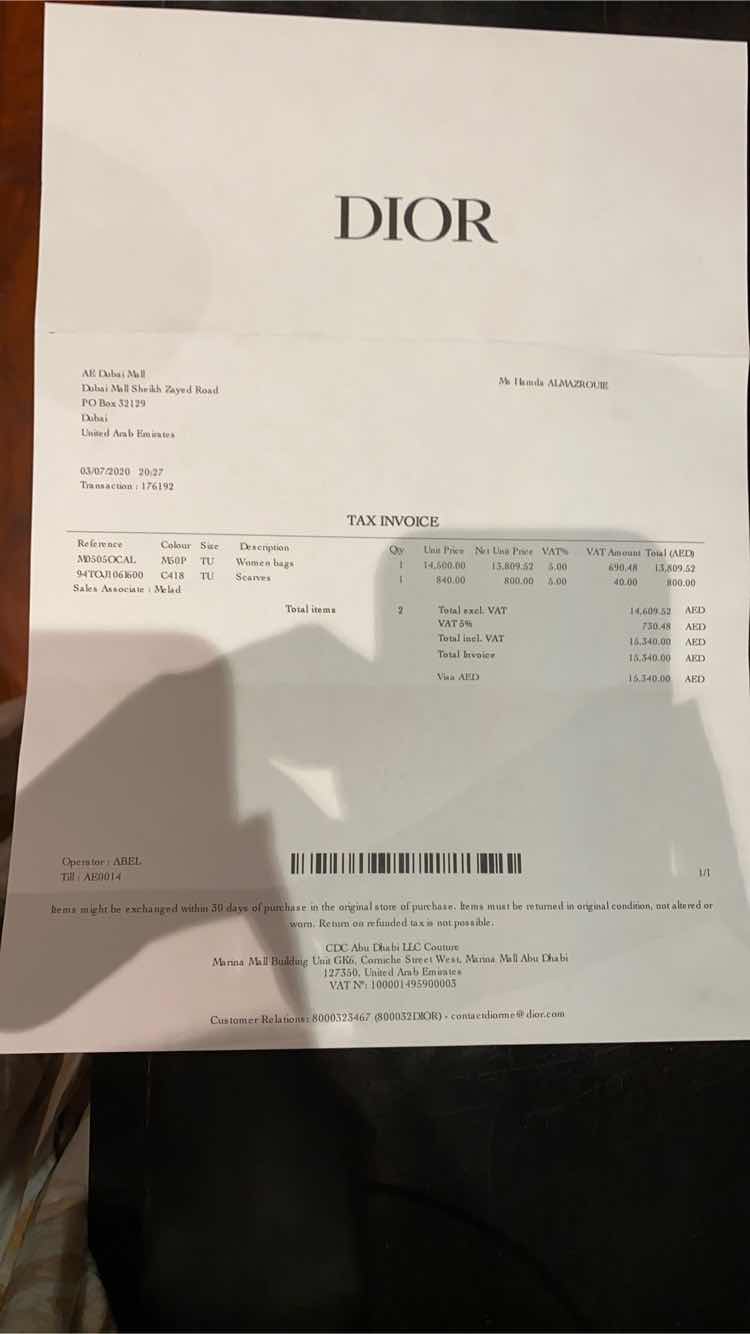 DIOR
AE Dubai Mall
Dubai Mall Sheikh Zayed Road
PO Box 32129
Dubai
United Arab Emirates
Ms Hamda ALMAZROUIE
03/07/2020 20:27
Transaction : 176192
TAX INVOICE
Reference Colour Size Description Qty Unit Price Net Unit Price VAT% VAT Amount Total (AED)
M0505OCAL M50P TU Women bags 1 14,500.00 13,809.52 5.00 690.48 13,809.52
94TOJ106I600 C418 TU Scarves 1 840.00 800.00 5.00 40.00 800.00
Sales Associate : Melad
Total items 2 Total excl. VAT 14,609.52 AED
VAT 5% 730.48 AED
Total incl. VAT 15,340.00 AED
Total Invoice 15,340.00 AED
Visa AED 15,340.00 AED
Operator : ABEL
Till : AE0014
1/1
Items might be exchanged within 30 days of purchase in the original store of purchase. Items must be returned in original condition, not altered or
worn. Return on refunded tax is not possible.
CDC Abu Dhabi LLC Couture
Marina Mall Building Unit GK6, Corniche Street West, Marina Mall Abu Dhabi
127350, United Arab Emirates
VAT N°: 100001495900003
Customer Relations: 8000323467 (800032DIOR) - contactdiorme@dior.com